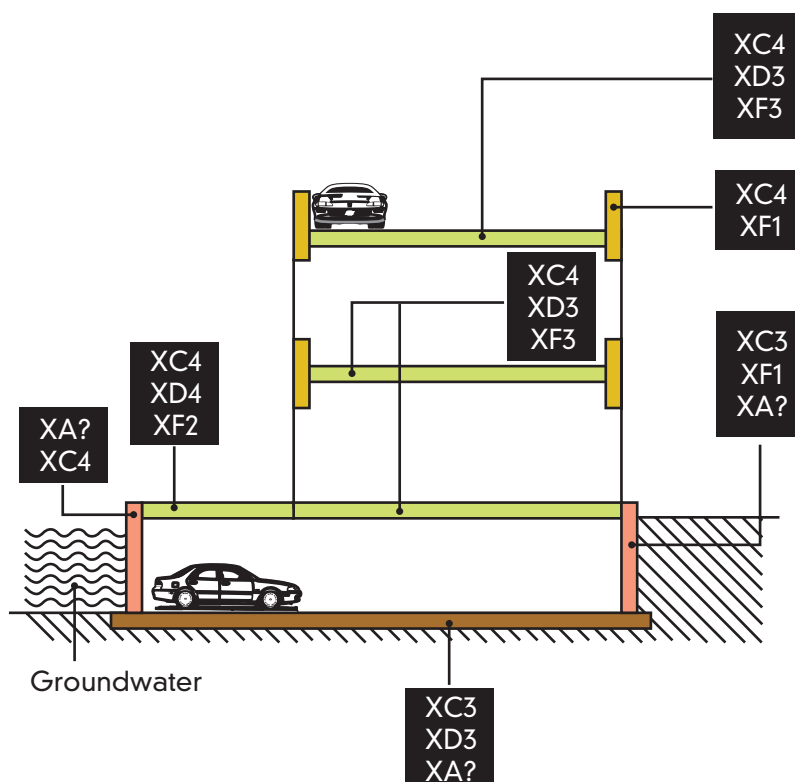 XC4
XD3
XF3
XC4
XF1
XC4
XD3
XF3
XC3
XF1
XA?
XC4
XD4
XF2
XA?
XC4
Groundwater
XC3
XD3
XA?